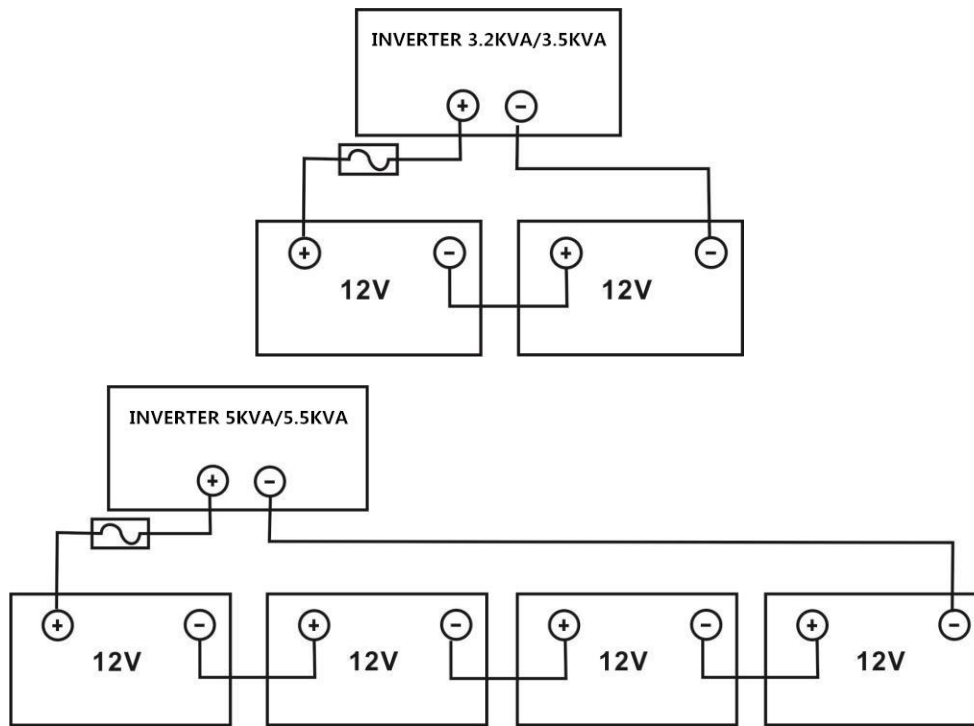 INVERTER 3.2KVA/3.5KVA
+ −
+ − + −
12V 12V
INVERTER 5KVA/5.5KVA
+ −
+ − + − + − + −
12V 12V 12V 12V